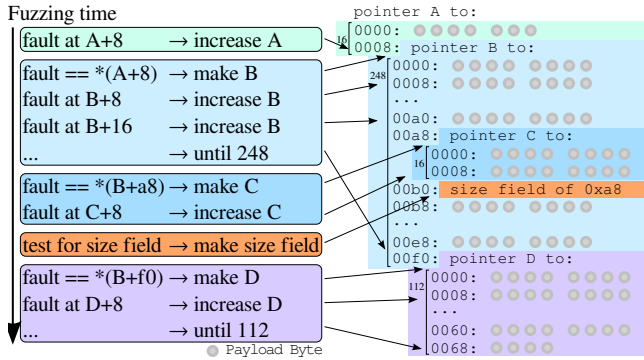 Fuzzing time
fault at A+8 → increase A
fault == *(A+8) → make B
fault at B+8 → increase B
fault at B+16 → increase B
... → until 248
fault == *(B+a8) → make C
fault at C+8 → increase C
test for size field → make size field
fault == *(B+f0) → make D
fault at D+8 → increase D
... → until 112
Payload Byte
pointer A to:
16
0000:
0008: pointer B to:
248
0000:
0008:
...
00a0:
00a8: pointer C to:
16
0000:
0008:
00b0: size field of 0xa8
00b8:
...
00e8:
00f0: pointer D to:
112
0000:
0008:
...
0060:
0068: